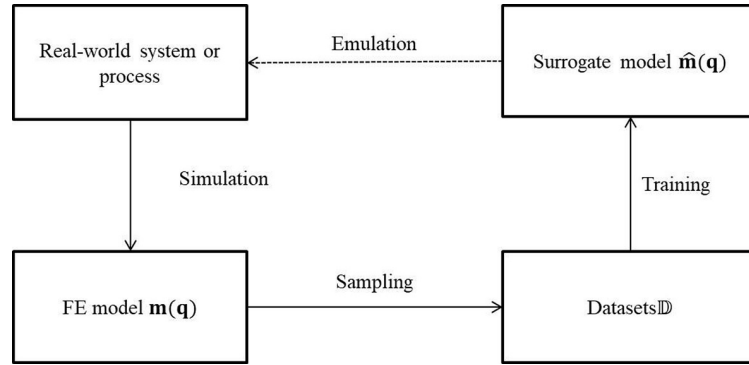 Real-world system or
process
Emulation
Surrogate model 𝐦̂(𝐪)
Simulation
Training
FE model 𝐦(𝐪)
Sampling
Datasets𝔻